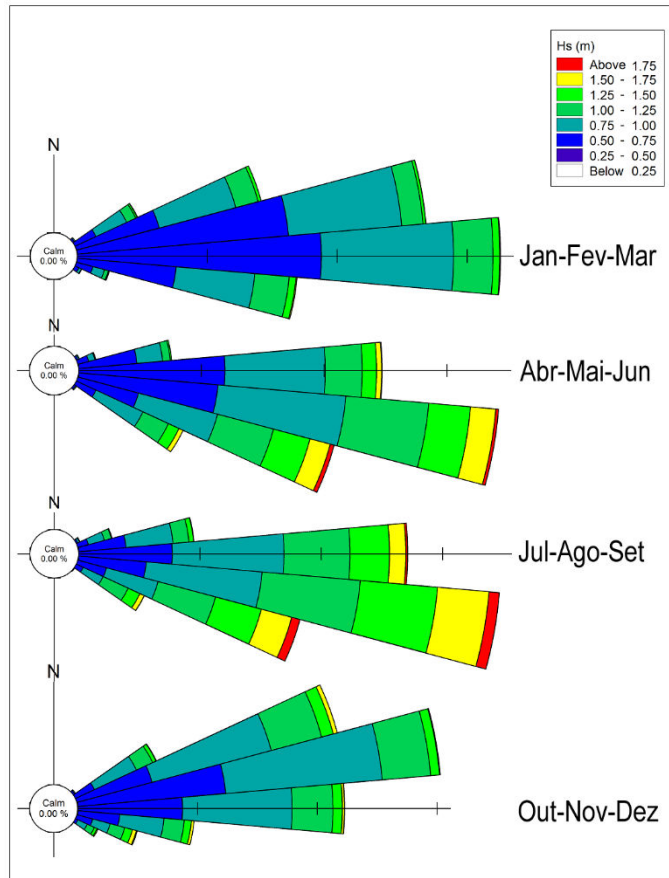 Hs (m)
Above 1.75
1.50 - 1.75
1.25 - 1.50
1.00 - 1.25
0.75 - 1.00
0.50 - 0.75
0.25 - 0.50
Below 0.25
N
Calm
0.00 %
Jan-Fev-Mar
N
Calm
0.00 %
Abr-Mai-Jun
N
Calm
0.00 %
Jul-Ago-Set
N
Calm
0.00 %
Out-Nov-Dez